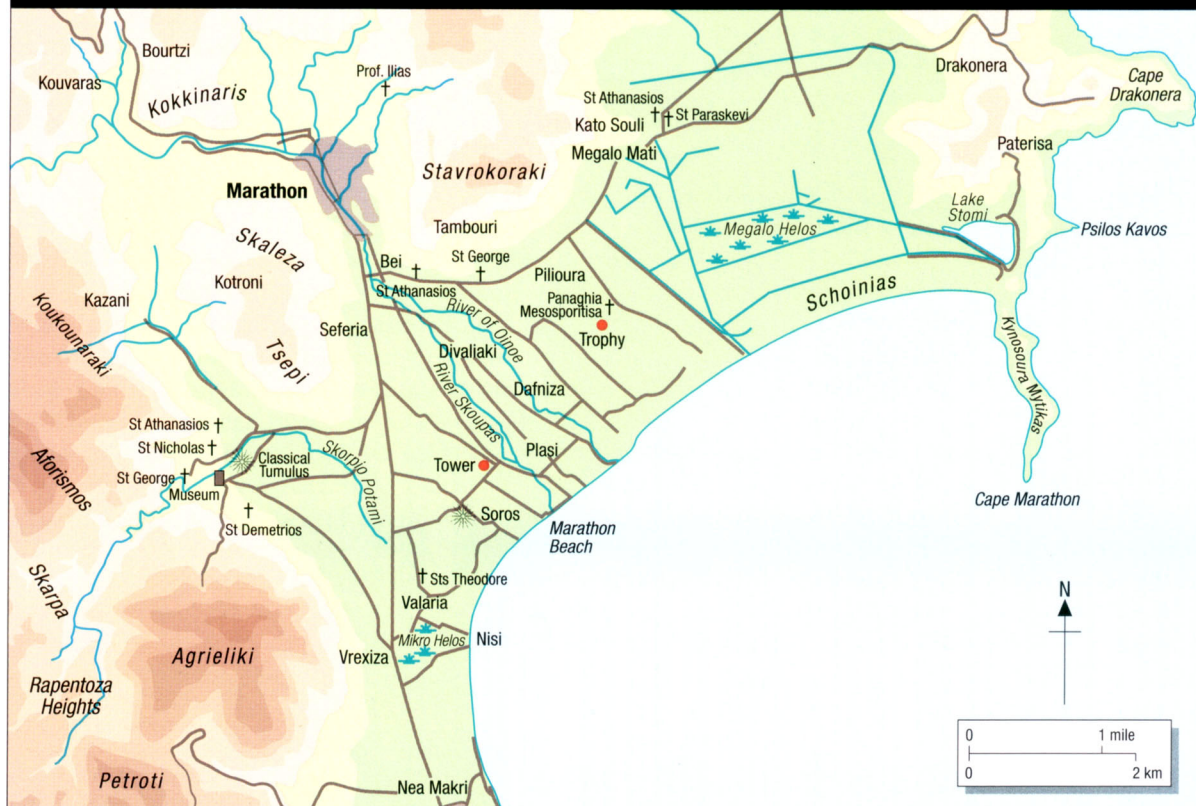 Bourtzi
Kouvaras
Kokkinaris
Prof. Ilias
Drakonera
Cape
Drakonera
St Athanasios
St Paraskevi
Kato Souli
Megalo Mati
Paterisa
Stavrokoraki
Marathon
Lake
Stomi
Megalo Helos
Psilos Kavos
Tambouri
Skaleza
Bei
St George
St Athanasios
Pilioura
Schoinias
Kotroni
Kazani
Koukounaraki
Panaghia
Mesosporitisa
Trophy
River of Oinoe
Seferia
Tsepi
Divaliaki
River Skoupas
Dafniza
Kynosoura Mytikas
St Athanasios
St Nicholas
Classical
Tumulus
Skorpio Potami
Plasi
Tower
Aforismos
St George
Museum
Cape Marathon
Soros
St Demetrios
Marathon
Beach
Skarpa
Sts Theodore
Valaria
N
Mikro Helos
Nisi
Agrieliki
Vrexiza
Rapentoza
Heights
0 1 mile
0 2 km
Petroti
Nea Makri